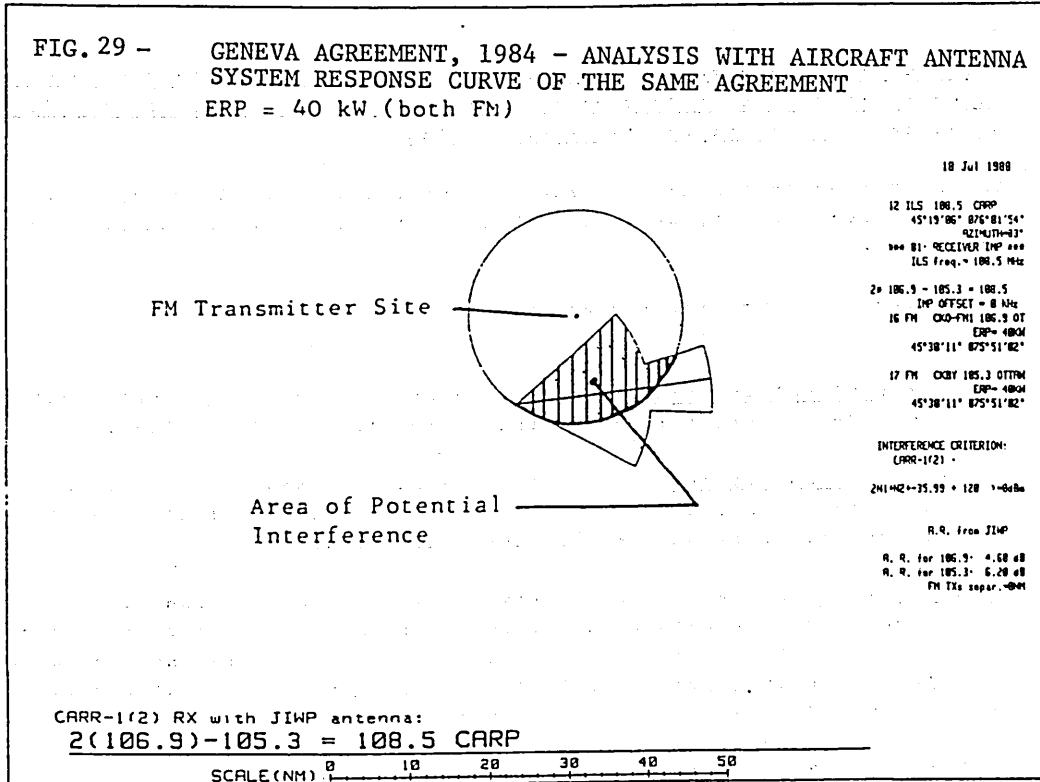 FIG. 29 - GENEVA AGREEMENT, 1984 - ANALYSIS WITH AIRCRAFT ANTENNA
SYSTEM RESPONSE CURVE OF THE SAME AGREEMENT
ERP = 40 kW (both FM)
18 Jul 1988
12 ILS 108.5 CARP
45°19'06" 076°01'54"
AZIMUTH=83°
RECEIVER IMP ***
ILS freq.= 108.5 MHz
2* 106.9 - 105.3 = 108.5
IMP OFFSET = 0 KHz
16 FM CKO-FM1 106.9 OT
ERP= 40KW
45°30'11" 075°51'02"
FM Transmitter Site
17 FM CKBY 105.3 OTTAW
ERP= 40KW
45°30'11" 075°51'02"
INTERFERENCE CRITERION:
CARR-1(2) -
Area of Potential
Interference
A.R. from JIWP
A. R. for 106.9- 4.60 dB
A. R. for 105.3- 6.20 dB
FM TXs separ.=0NM
CARR-1(2) RX with JIWP antenna:
2(106.9)-105.3 = 108.5 CARP
SCALE(NM) 0 10 20 30 40 50